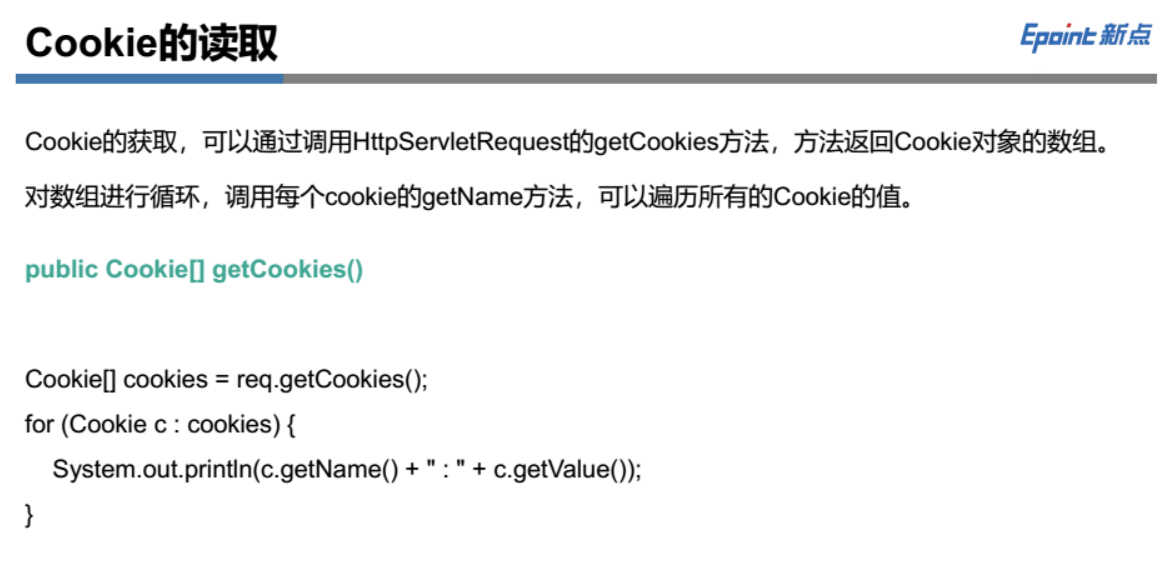 Cookie的读取
Epoint 新点
Cookie的获取，可以通过调用HttpServletRequest的getCookies方法，方法返回Cookie对象的数组。
对数组进行循环，调用每个cookie的getName方法，可以遍历所有的Cookie的值。
public Cookie[] getCookies()
Cookie[] cookies = req.getCookies();
for (Cookie c : cookies) {
System.out.println(c.getName() + " : " + c.getValue());
}